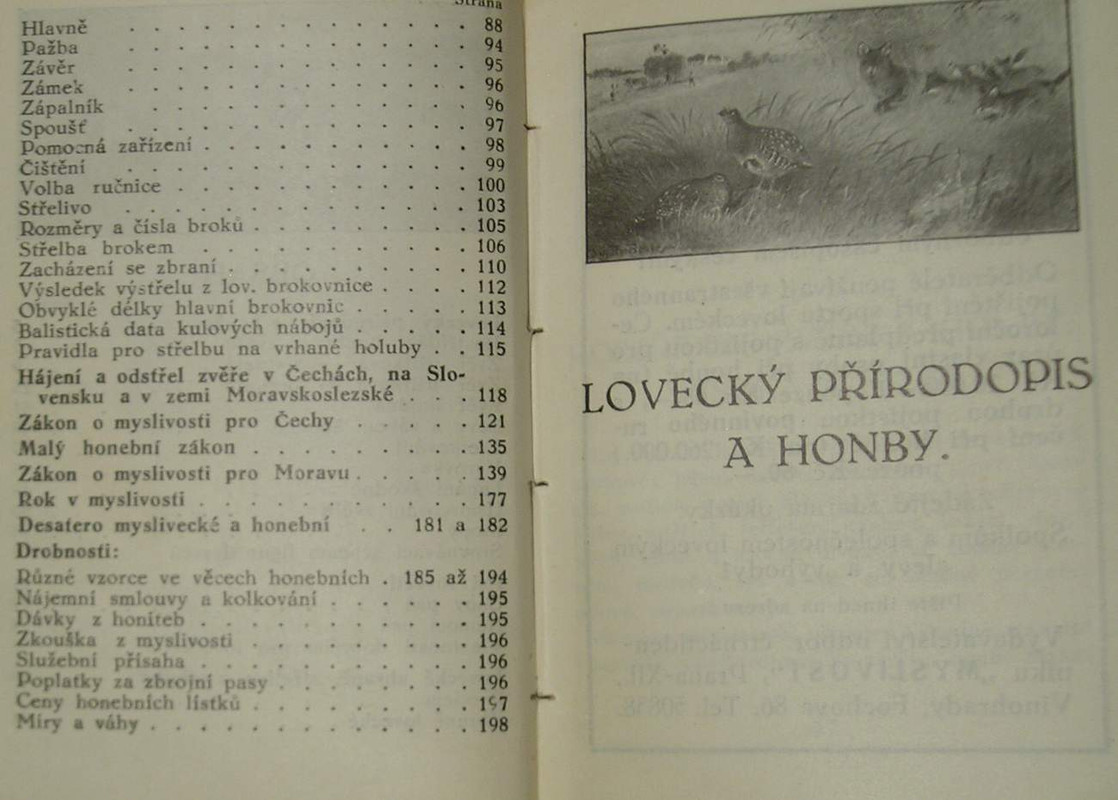 Strana
Hlavně . . . . . . . . . . . . . . 88
Pažba . . . . . . . . . . . . . . 94
Závěr . . . . . . . . . . . . . . 95
Zámek . . . . . . . . . . . . . . 96
Zápalník . . . . . . . . . . . . . 96
Spoušť . . . . . . . . . . . . . . 97
Pomocná zařízení . . . . . . . . . . . 98
Čištění . . . . . . . . . . . . . . 99
Volba ručnice . . . . . . . . . . . . 100
Střelivo . . . . . . . . . . . . . . 103
Rozměry a čísla broků . . . . . . . . . 105
Střelba brokem . . . . . . . . . . . 106
Zacházení se zbraní . . . . . . . . . . 110
Výsledek výstřelu z lov. brokovnice . . . . 112
Obvyklé délky hlavní brokovnic . . . . . 113
Balistická data kulových nábojů . . . . . 114
Pravidla pro střelbu na vrhané holuby . . 115
Hájení a odstřel zvěře v Čechách, na Slo-
vensku a v zemi Moravskoslezské . . . 118
Zákon o myslivosti pro Čechy . . . . . 121
Malý honební zákon . . . . . . . . . . 135
Zákon o myslivosti pro Moravu . . . . . 139
Rok v myslivosti . . . . . . . . . . . 177
Desatero myslivecké a honební . . 181 a 182
Drobnosti:
Různé vzorce ve věcech honebních . 185 až 194
Nájemní smlouvy a kolkování . . . . . . 195
Dávky z honiteb . . . . . . . . . . . 195
Zkouška z myslivosti . . . . . . . . . 196
Služební přísaha . . . . . . . . . . . 196
Poplatky za zbrojní pasy . . . . . . . . 196
Ceny honebních lístků . . . . . . . . . 197
Míry a váhy . . . . . . . . . . . . . 198
LOVECKÝ PŘÍRODOPIS
A HONBY.